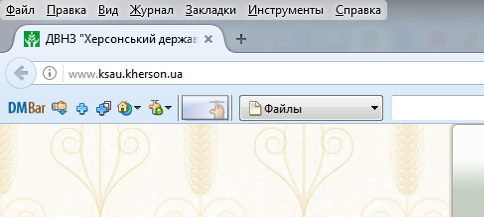 Файл Правка Вид Журнал Закладки Инструменты Справка
ДВНЗ "Херсонський держав
www.ksau.kherson.ua
DMBar Файлы